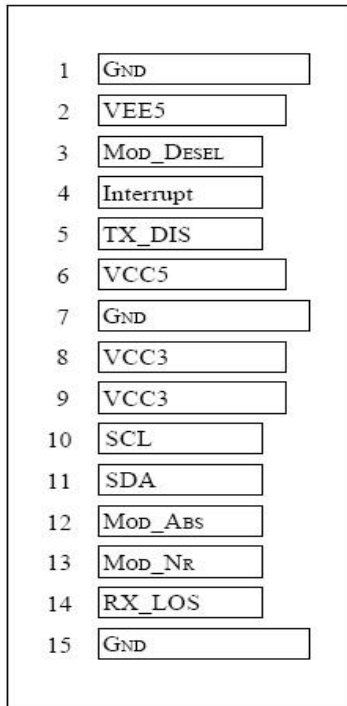 1 GND
2 VEE5
3 MOD_DESEL
4 Interrupt
5 TX_DIS
6 VCC5
7 GND
8 VCC3
9 VCC3
10 SCL
11 SDA
12 MOD_ABS
13 MOD_NR
14 RX_LOS
15 GND